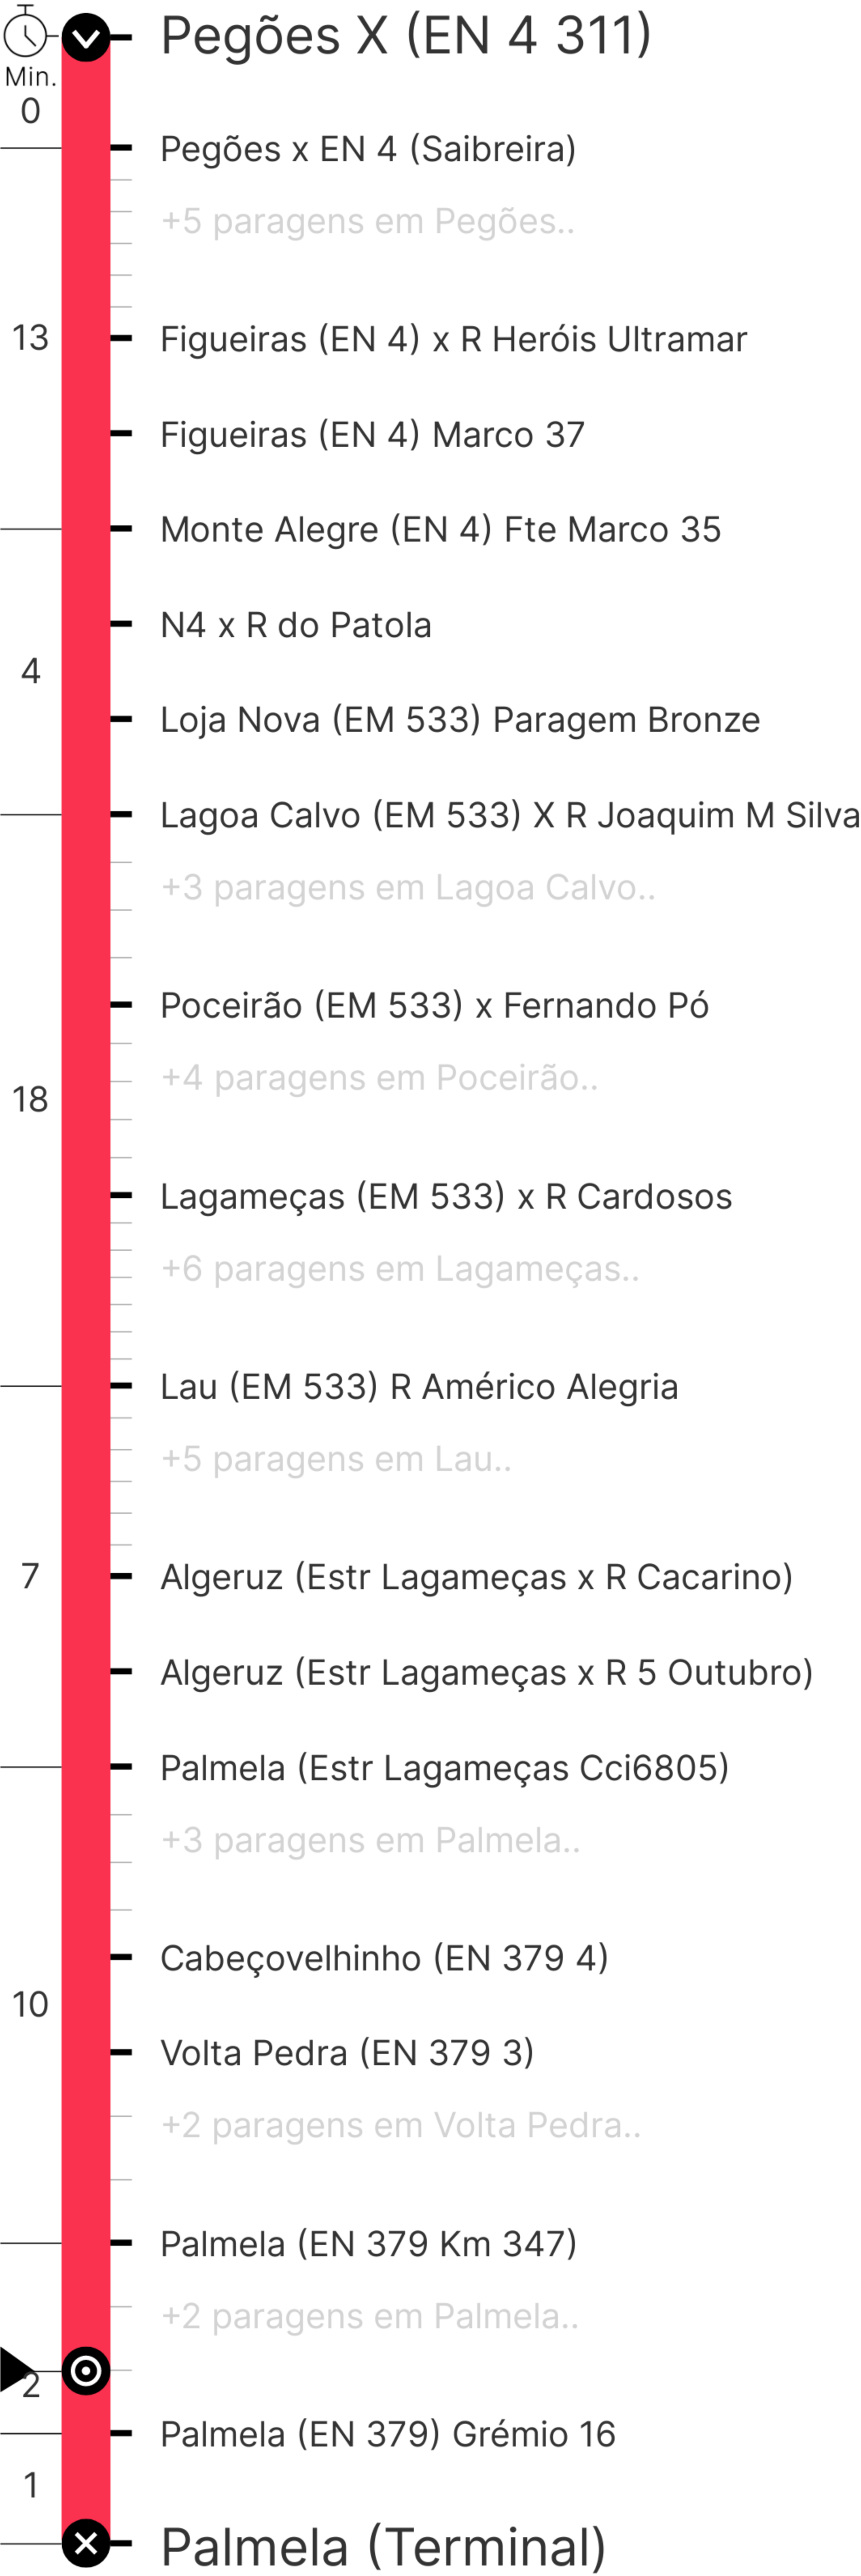 Pegões X (EN 4 311)
Min.
0
Pegões x EN 4 (Saibreira)
+5 paragens em Pegões..
13
Figueiras (EN 4) x R Heróis Ultramar
Figueiras (EN 4) Marco 37
Monte Alegre (EN 4) Fte Marco 35
N4 x R do Patola
4
Loja Nova (EM 533) Paragem Bronze
Lagoa Calvo (EM 533) X R Joaquim M Silva
+3 paragens em Lagoa Calvo..
Poceirão (EM 533) x Fernando Pó
+4 paragens em Poceirão..
18
Lagameças (EM 533) x R Cardosos
+6 paragens em Lagameças..
Lau (EM 533) R Américo Alegria
+5 paragens em Lau..
7
Algeruz (Estr Lagameças x R Cacarino)
Algeruz (Estr Lagameças x R 5 Outubro)
Palmela (Estr Lagameças Cci6805)
+3 paragens em Palmela..
Cabeçovelhinho (EN 379 4)
10
Volta Pedra (EN 379 3)
+2 paragens em Volta Pedra..
Palmela (EN 379 Km 347)
+2 paragens em Palmela..
2
Palmela (EN 379) Grémio 16
1
Palmela (Terminal)